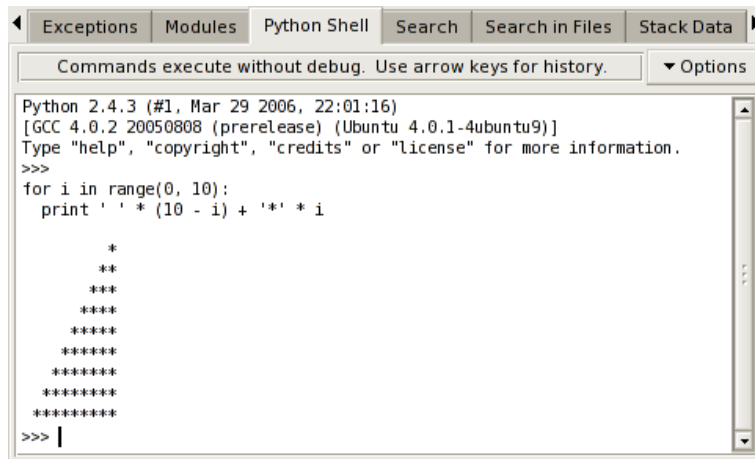 Exceptions Modules Python Shell Search Search in Files Stack Data
Commands execute without debug. Use arrow keys for history. Options
Python 2.4.3 (#1, Mar 29 2006, 22:01:16)
[GCC 4.0.2 20050808 (prerelease) (Ubuntu 4.0.1-4ubuntu9)]
Type "help", "copyright", "credits" or "license" for more information.
>>>
for i in range(0, 10):
  print ' ' * (10 - i) + '*' * i

         *
        **
       ***
      ****
     *****
    ******
   *******
  ********
 *********
>>>